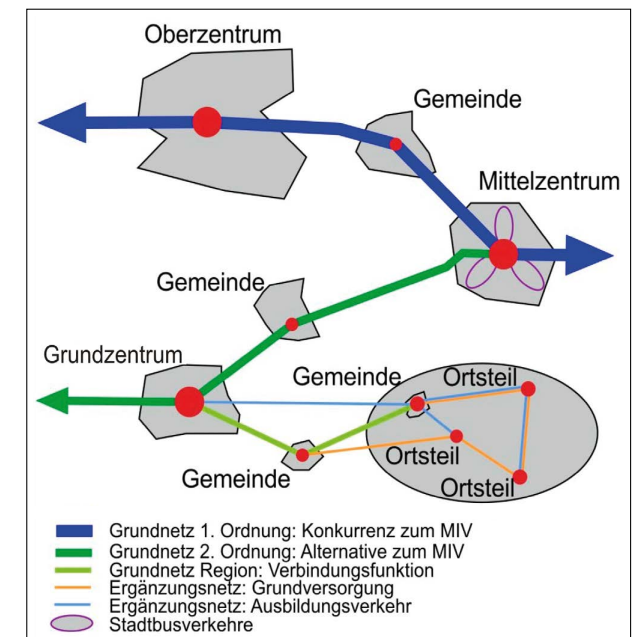 Oberzentrum
Gemeinde
Mittelzentrum
Gemeinde
Grundzentrum
Gemeinde
Ortsteil
Ortsteil
Gemeinde
Ortsteil
Grundnetz 1. Ordnung: Konkurrenz zum MIV
Grundnetz 2. Ordnung: Alternative zum MIV
Grundnetz Region: Verbindungsfunktion
Ergänzungsnetz: Grundversorgung
Ergänzungsnetz: Ausbildungsverkehr
Stadtbusverkehre